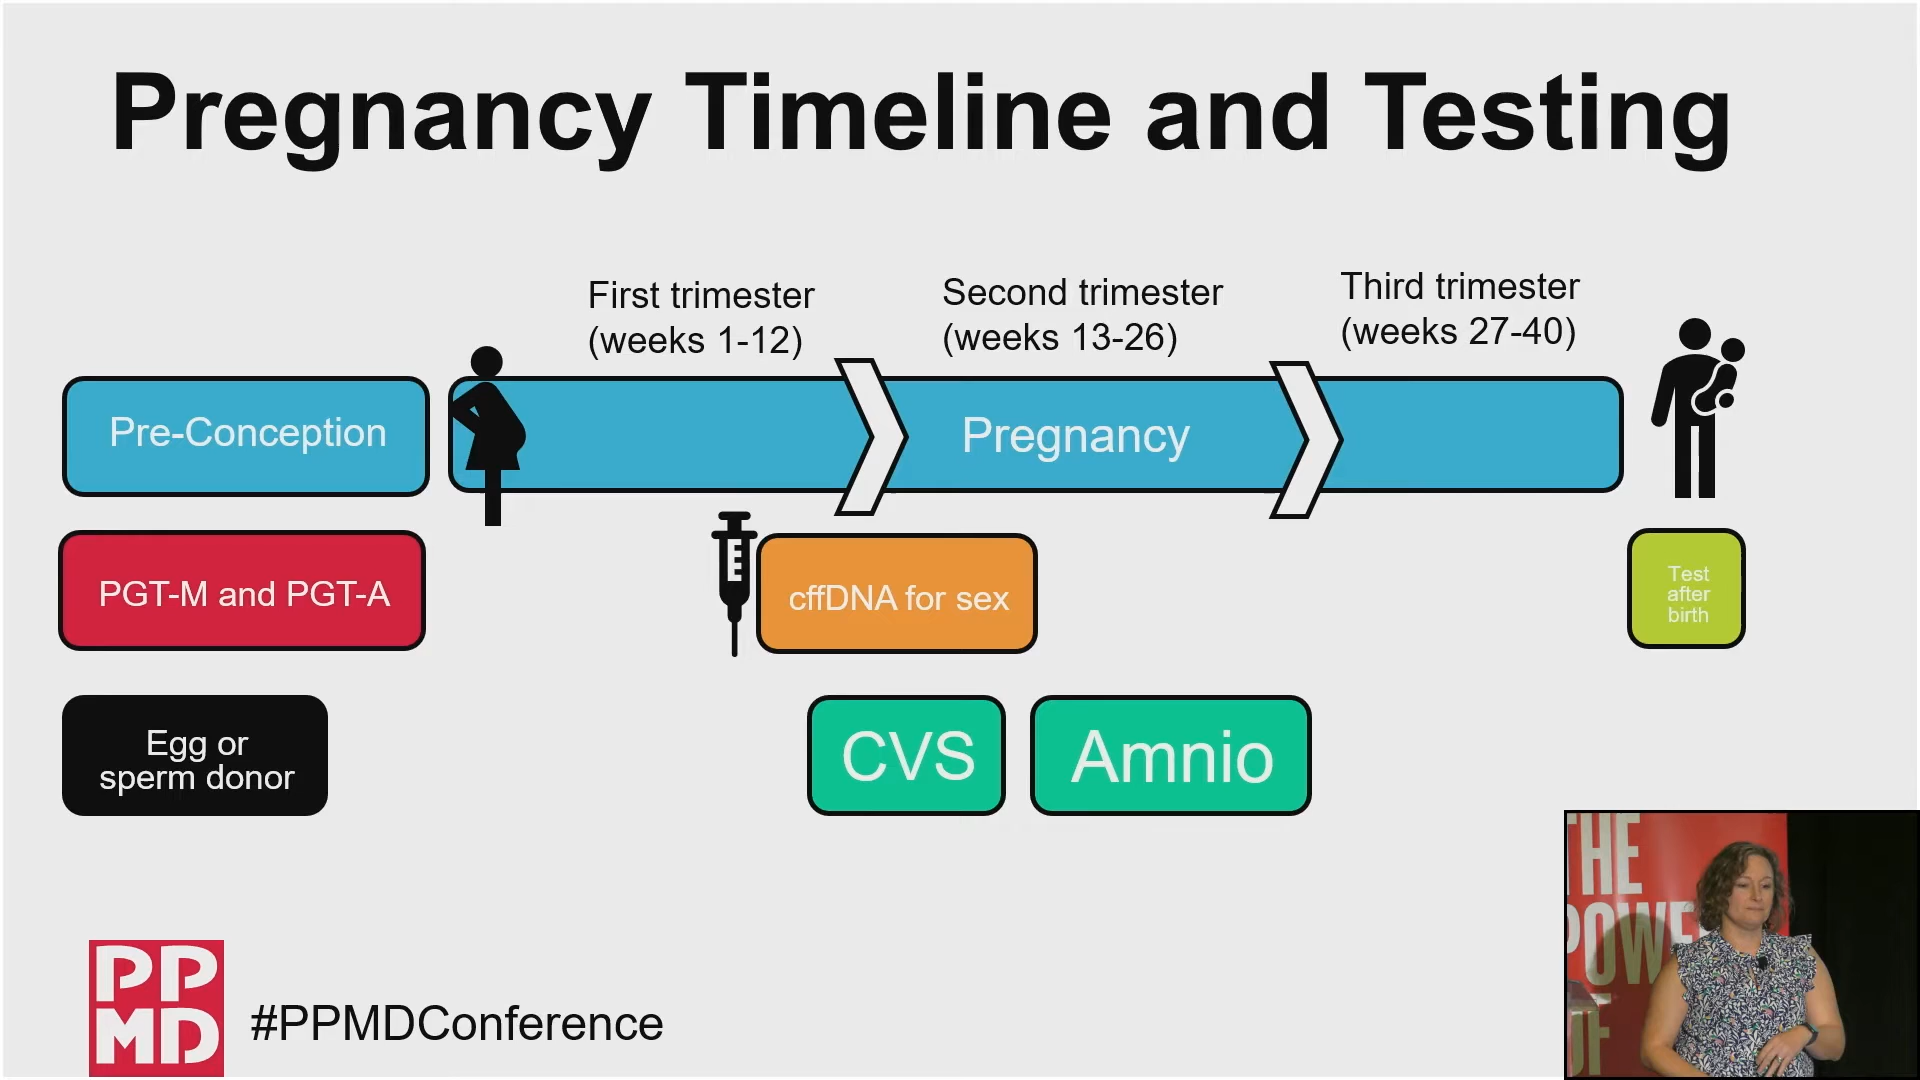 Pregnancy Timeline and Testing
First trimester
(weeks 1-12)
Second trimester
(weeks 13-26)
Third trimester
(weeks 27-40)
Pre-Conception
Pregnancy
PGT-M and PGT-A
cffDNA for sex
Test
after
birth
Egg or
sperm donor
CVS
Amnio
PP
MD
#PPMDConference
THE
OF